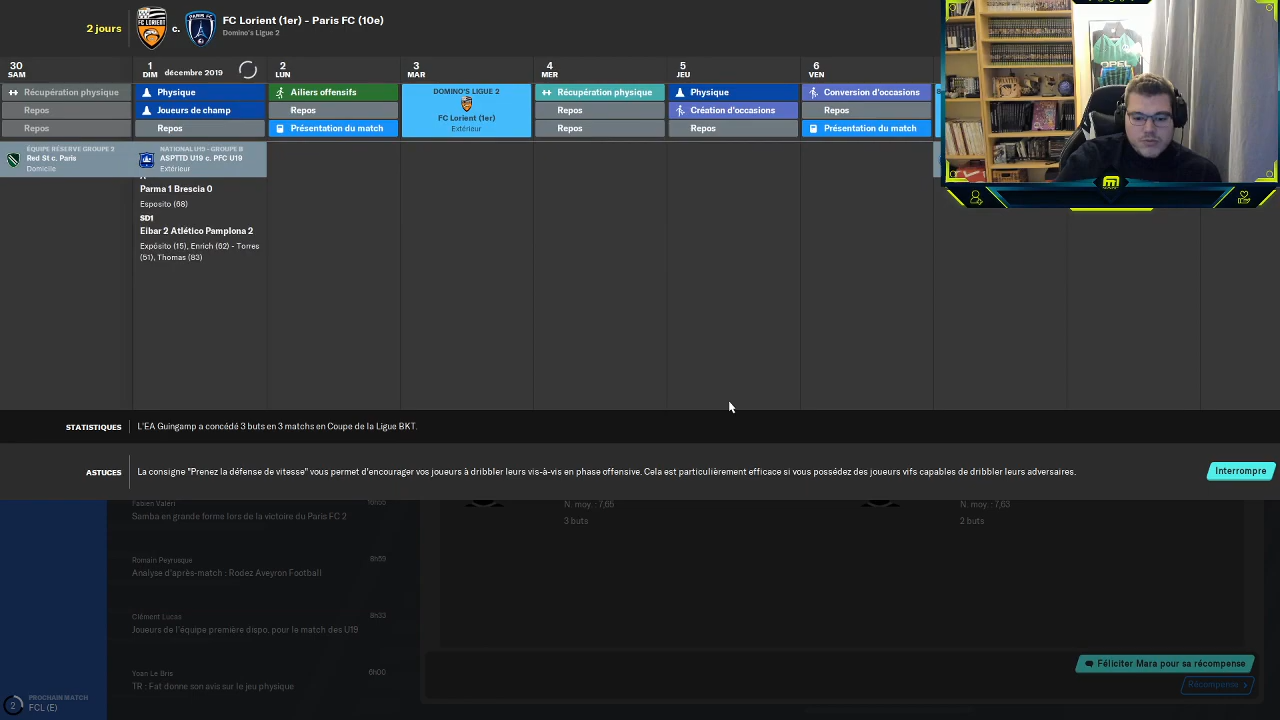 FC Lorient (1er) - Paris FC (10e)
2 jours
c.
Domino's Ligue 2
30
SAM
1
DIM
décembre 2019
2
LUN
3
MAR
4
MER
5
JEU
6
VEN
Récupération physique
Physique
Ailiers offensifs
DOMINO'S LIGUE 2
Récupération physique
Physique
Conversion d'occasions
Repos
Joueurs de champ
Repos
FC Lorient (1er)
Repos
Création d'occasions
Repos
Repos
Repos
Présentation du match
Extérieur
Repos
Repos
Présentation du match
ÉQUIPE RÉSERVE GROUPE 2
Red St c. Paris
Domicile
NATIONAL U19 - GROUPE B
ASPTTD U19 c. PFC U19
Extérieur
Parma 1 Brescia 0
Esposito (68)
SD1
Eibar 2 Atlético Pamplona 2
Expósito (15), Enrich (62) - Torres
(51), Thomas (83)
OPEL
STATISTIQUES
L'EA Guingamp a concédé 3 buts en 3 matchs en Coupe de la Ligue BKT.
ASTUCES
La consigne "Prenez la défense de vitesse" vous permet d'encourager vos joueurs à dribbler leurs vis-à-vis en phase offensive. Cela est particulièrement efficace si vous possédez des joueurs vifs capables de dribbler leurs adversaires.
Interrompre
Fabien Valéri
10h00
Samba en grande forme lors de la victoire du Paris FC 2
Romain Peyrusque
8h59
Analyse d'après-match : Rodez Aveyron Football
Clément Lucas
8h33
Joueurs de l'équipe première dispo. pour le match des U19
Yoan Le Bris
6h00
TR : Fat donne son avis sur le jeu physique
N. moy. : 7,65
3 buts
N. moy. : 7,63
2 buts
Féliciter Mara pour sa récompense
Récompense
2
PROCHAIN MATCH
FCL (E)